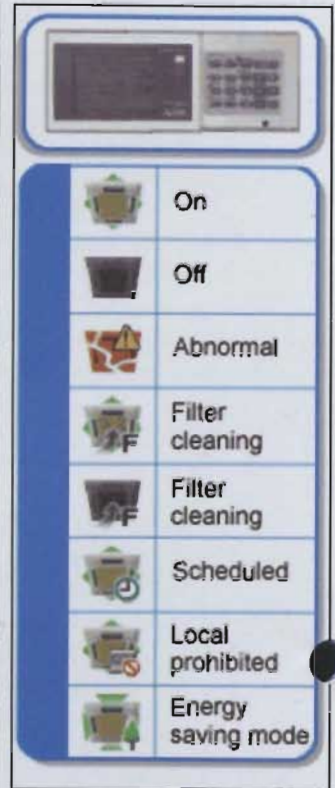 On
Off
Abnormal
F
Filter
cleaning
F
Filter
cleaning
Scheduled
Local
prohibited
Energy
saving mode